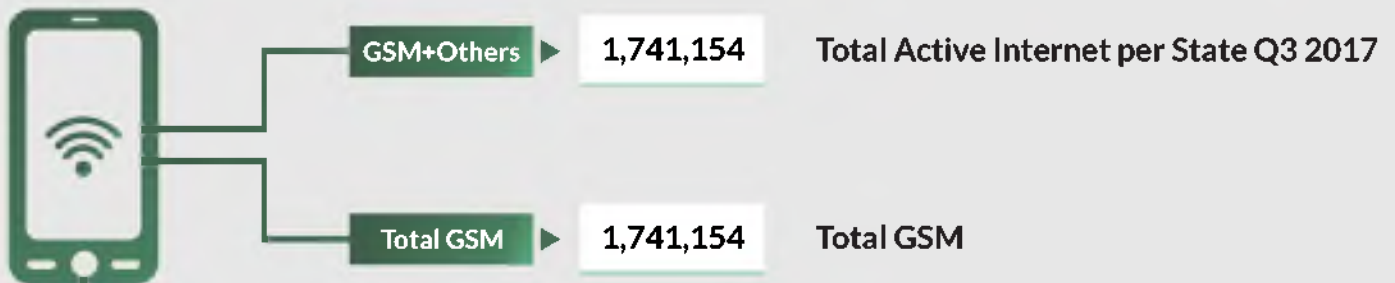 GSM+Others 1,741,154 Total Active Internet per State Q3 2017
Total GSM 1,741,154 Total GSM